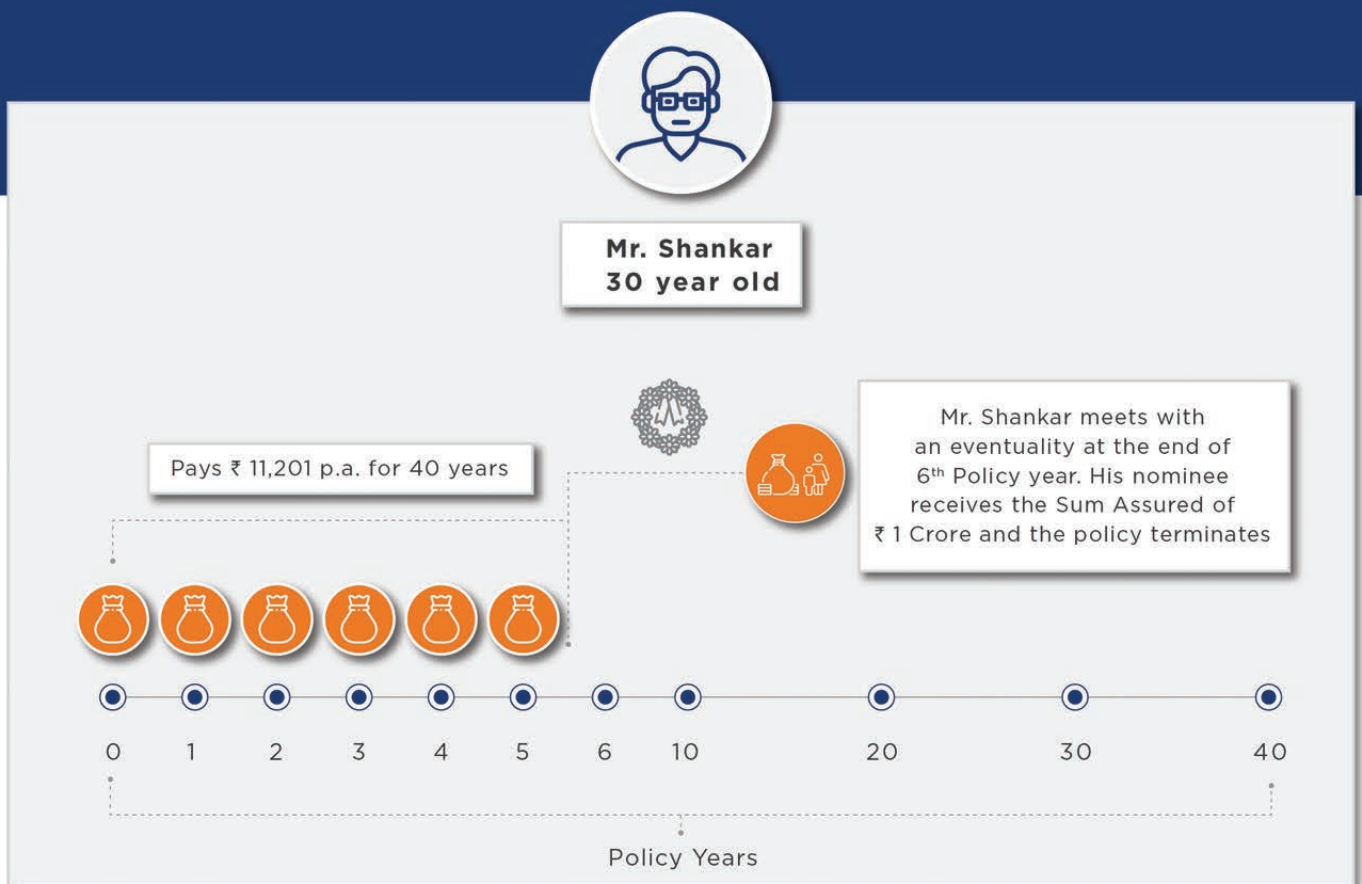 Mr. Shankar
30 year old
Pays ₹ 11,201 p.a. for 40 years
Mr. Shankar meets with
an eventuality at the end of
6th Policy year. His nominee
receives the Sum Assured of
₹ 1 Crore and the policy terminates
0 1 2 3 4 5 6 10 20 30 40
Policy Years